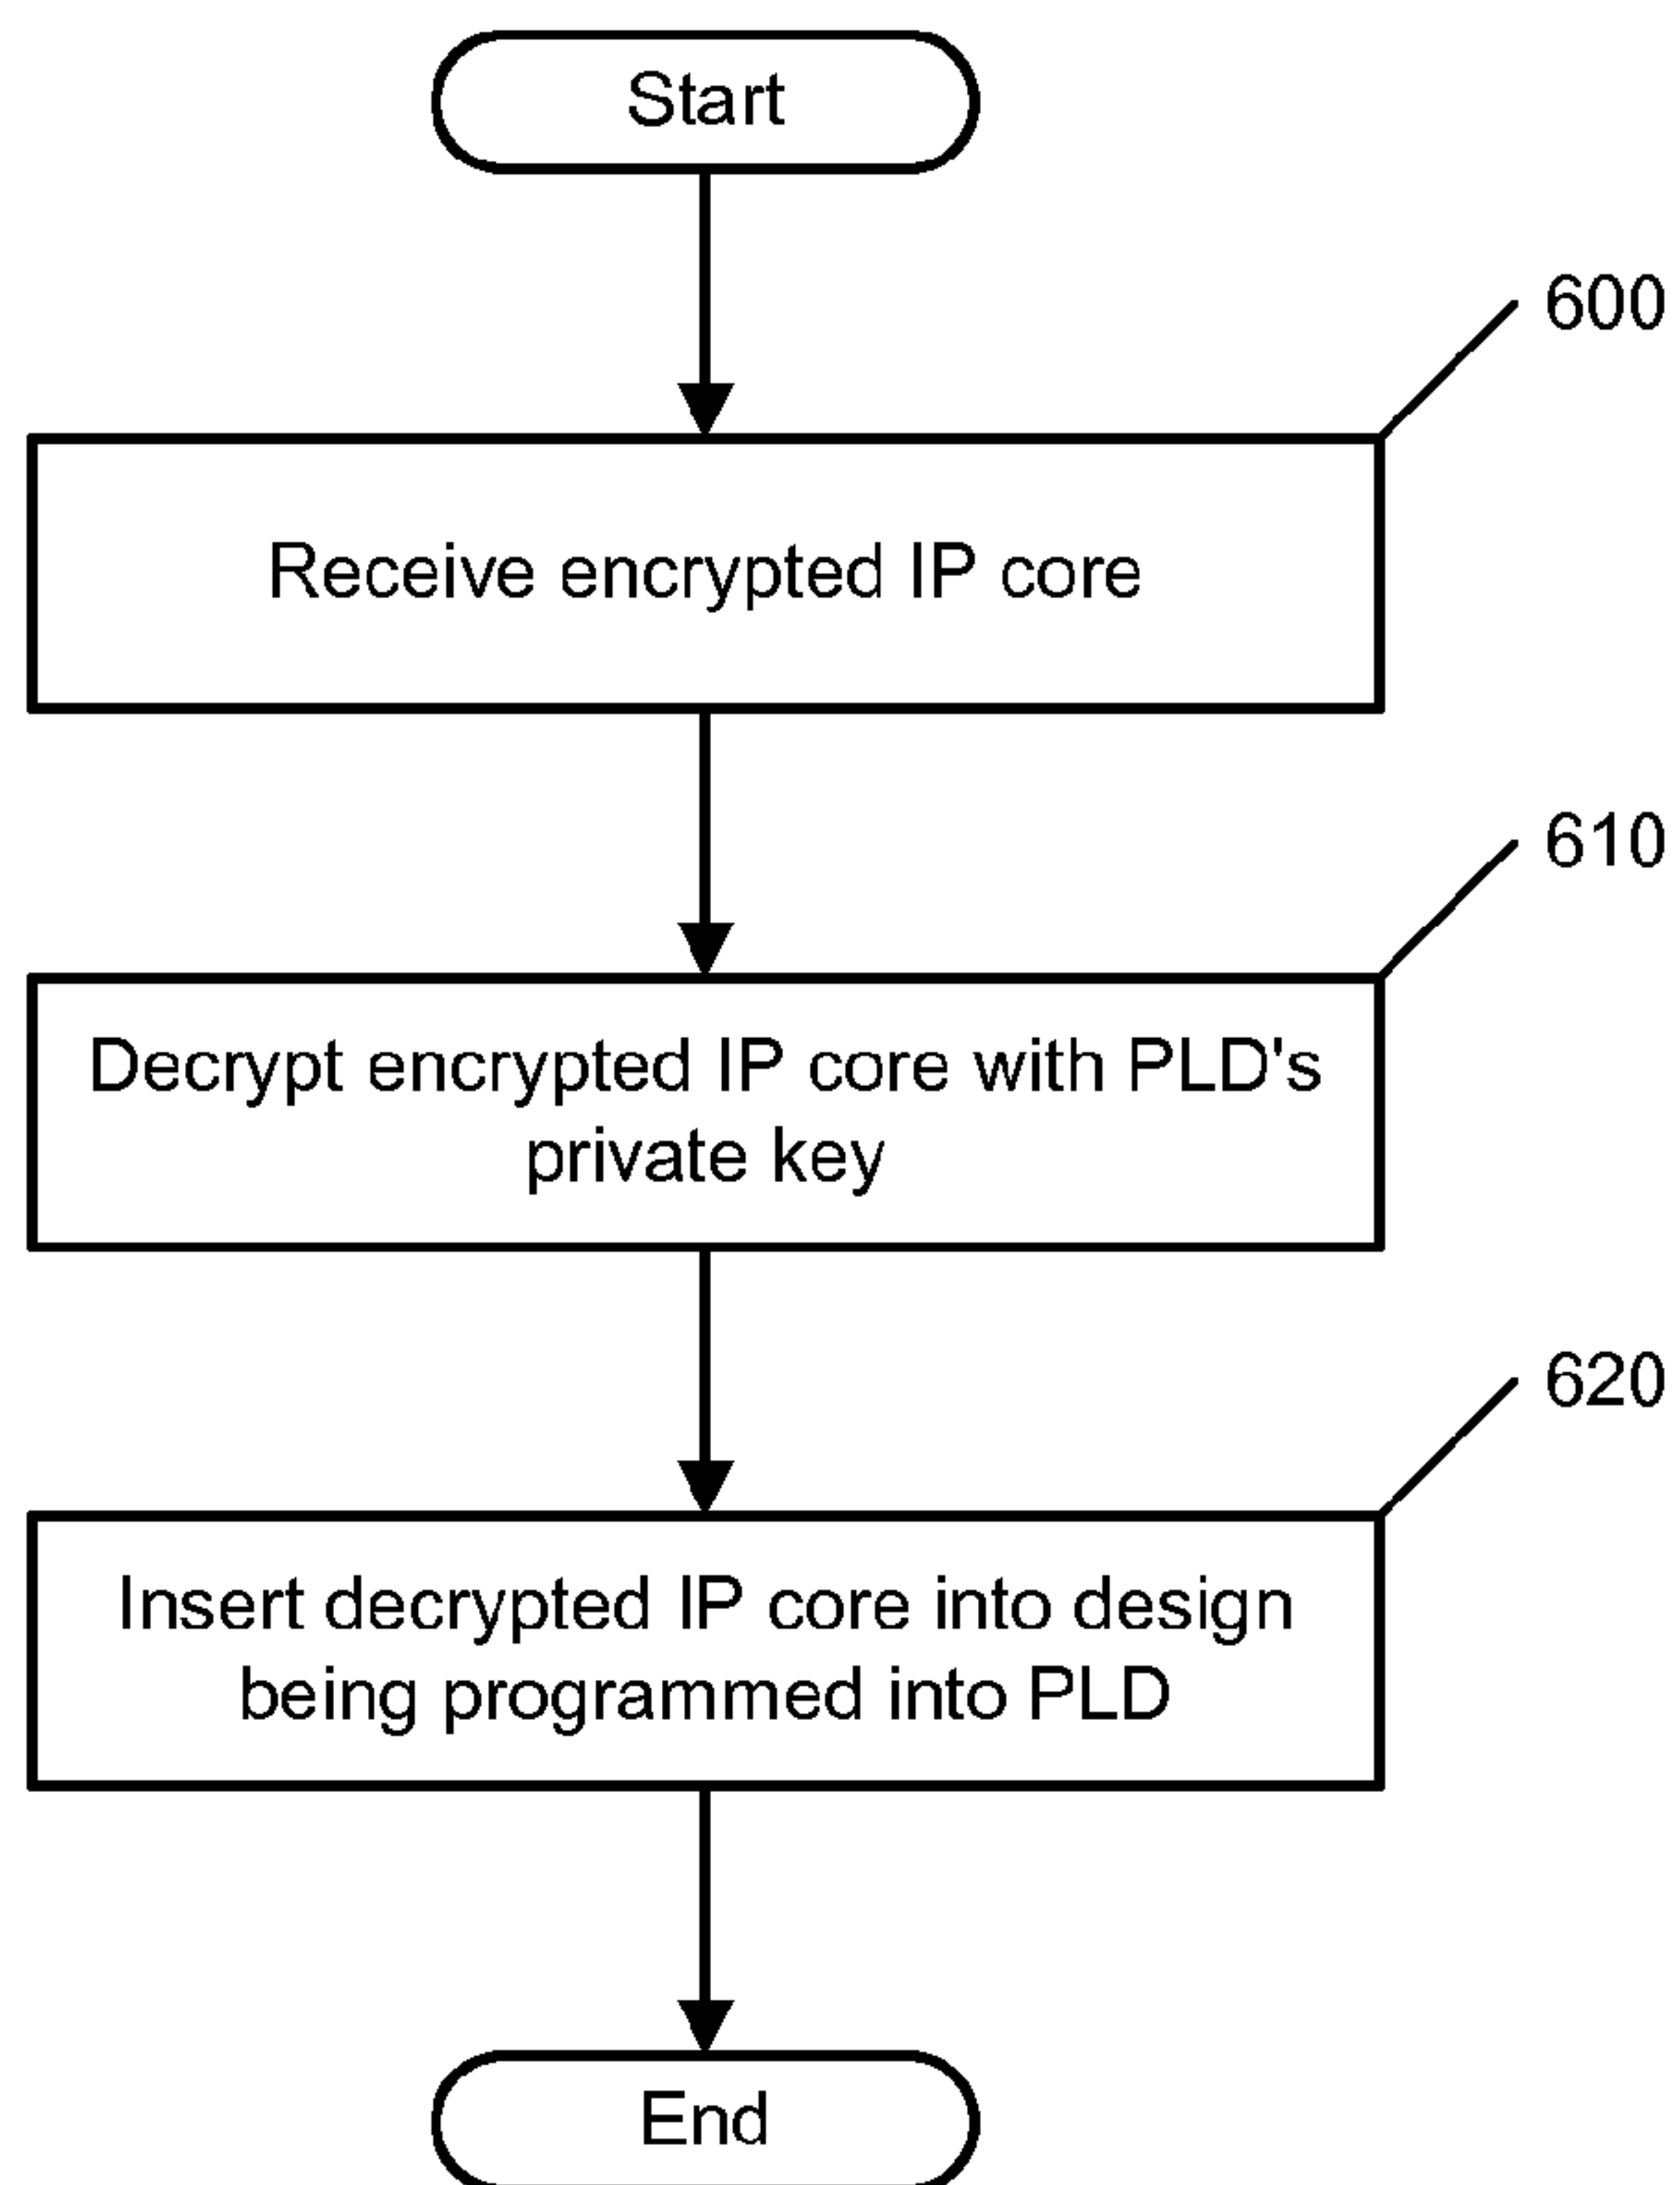 Start
600
Receive encrypted IP core
610
Decrypt encrypted IP core with PLD's
private key
620
Insert decrypted IP core into design
being programmed into PLD
End